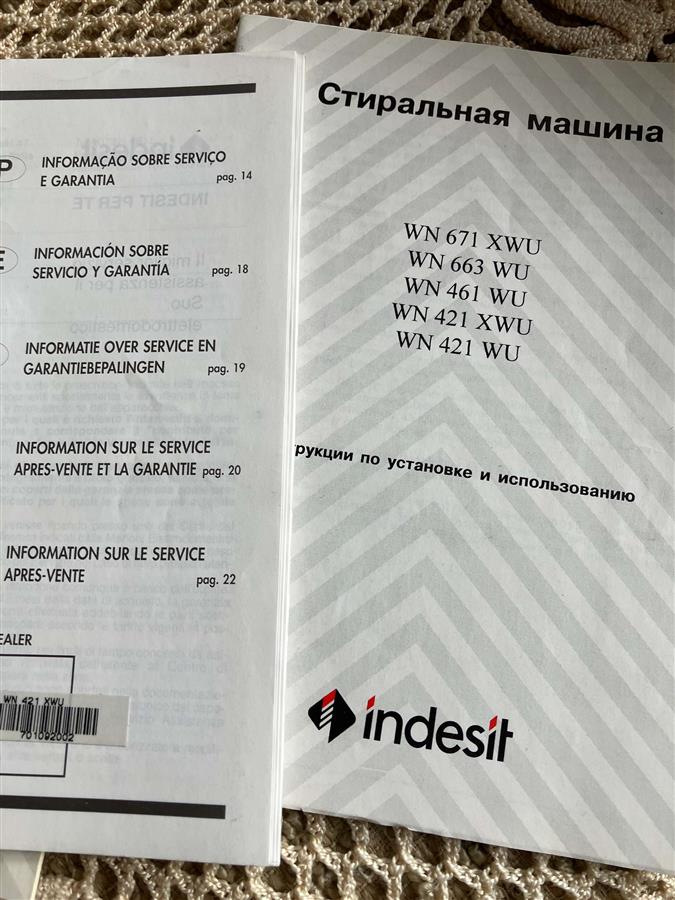 P
INFORMAÇÃO SOBRE SERVIÇO
E GARANTIA pag. 14
E
INFORMACIÓN SOBRE
SERVICIO Y GARANTÍA pag. 18
INFORMATIE OVER SERVICE EN
GARANTIEBEPALINGEN pag. 19
INFORMATION SUR LE SERVICE
APRES-VENTE ET LA GARANTIE pag. 20
INFORMATION SUR LE SERVICE
APRES-VENTE pag. 22
EALER
WN 421 XWU
701092002
Стиральная машина
WN 671 XWU
WN 663 WU
WN 461 WU
WN 421 XWU
WN 421 WU
рукции по установке и использованию
indesit